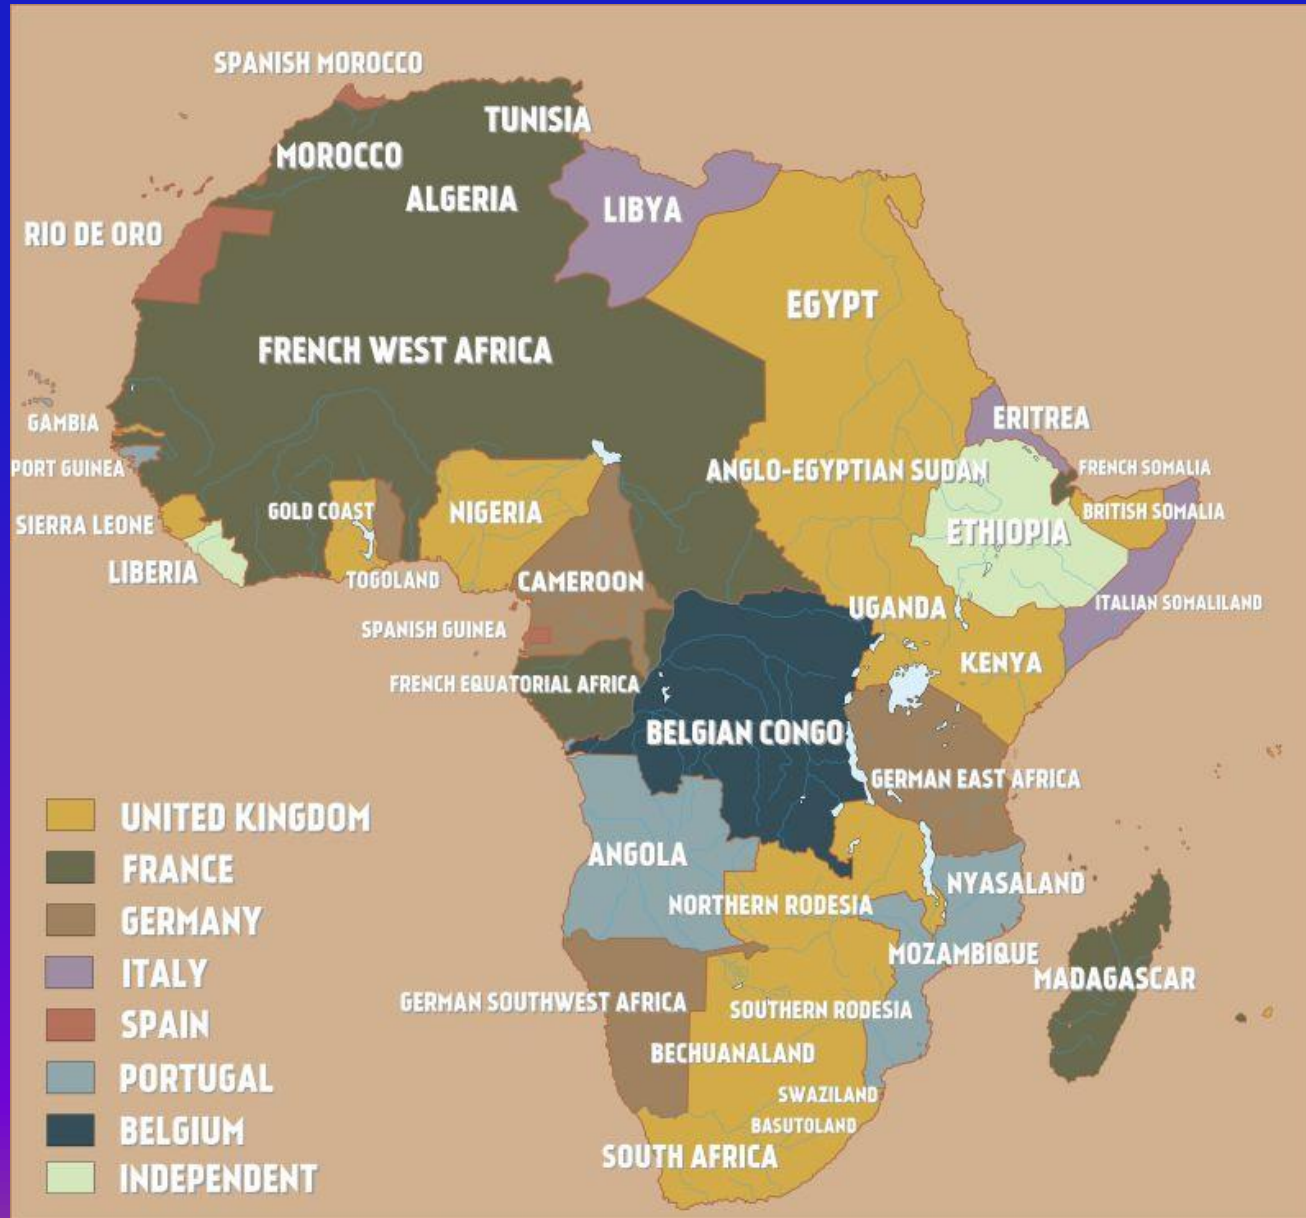 SPANISH MOROCCO
TUNISIA
MOROCCO
ALGERIA
LIBYA
RIO DE ORO
EGYPT
FRENCH WEST AFRICA
GAMBIA
ERITREA
PORT GUINEA
ANGLO-EGYPTIAN SUDAN
FRENCH SOMALIA
GOLD COAST
NIGERIA
BRITISH SOMALIA
SIERRA LEONE
ETHIOPIA
LIBERIA
TOGOLAND
CAMEROON
UGANDA
ITALIAN SOMALILAND
SPANISH GUINEA
KENYA
FRENCH EQUATORIAL AFRICA
BELGIAN CONGO
GERMAN EAST AFRICA
ANGOLA
NYASALAND
NORTHERN RODESIA
MOZAMBIQUE
MADAGASCAR
GERMAN SOUTHWEST AFRICA
SOUTHERN RODESIA
BECHUANALAND
SWAZILAND
BASUTOLAND
SOUTH AFRICA
UNITED KINGDOM
FRANCE
GERMANY
ITALY
SPAIN
PORTUGAL
BELGIUM
INDEPENDENT